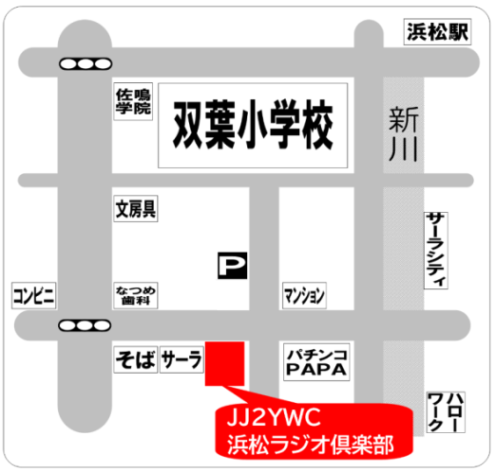 浜松駅
佐鳴
学院
双葉小学校
新
川
文房具
サーラシティ
P
コンビニ
なつめ
歯科
マンション
そば
サーラ
パチンコ
PAPA
ハロー
ワーク
JJ2YWC
浜松ラジオ倶楽部